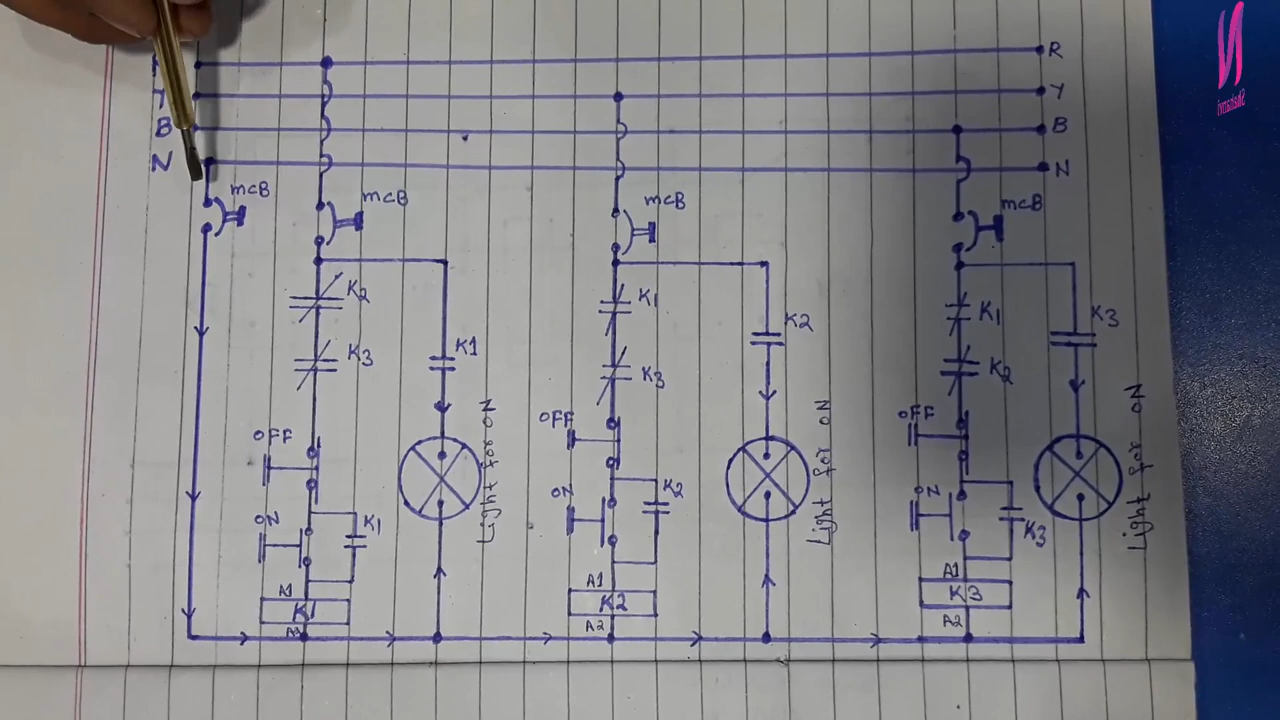 R
Y
B
B
N
N
mcB
mcB
mcB
mcB
K2
K3
K1
OFF
ON
K1
A1
K1
Light for ON
K1
K3
K2
OFF
ON
K2
A1
K2
A2
Light for ON
K1
K2
K3
OFF
ON
K3
A1
K3
A2
Light for ON